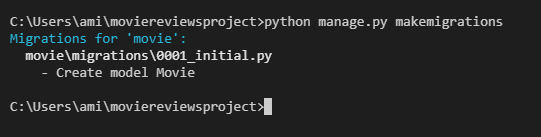 C:\Users\ami\moviereviewsproject>python manage.py makemigrations
Migrations for 'movie':
movie\migrations\0001_initial.py
- Create model Movie
C:\Users\ami\moviereviewsproject>